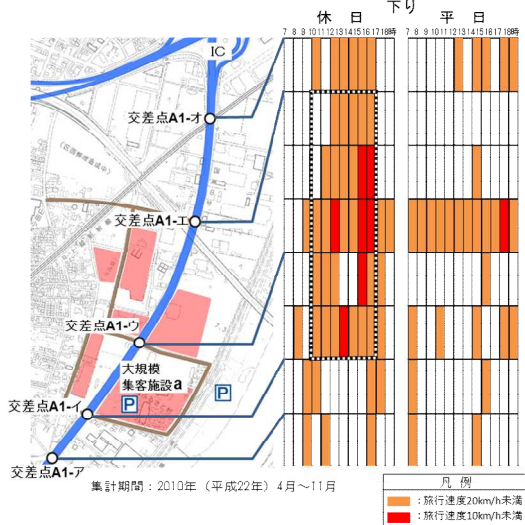 下り
休 日
平 日
7 8 9 10 11 12 13 14 15 16 17 18時
7 8 9 10 11 12 13 14 15 16 17 18時
IC
交差点A1-オ
交差点A1-エ
交差点A1-ウ
大規模
集客施設a
P
P
交差点A1-イ
交差点A1-ア
集計期間：2010年（平成22年）4月～11月
凡 例
：旅行速度20km/h未満
：旅行速度10km/h未満